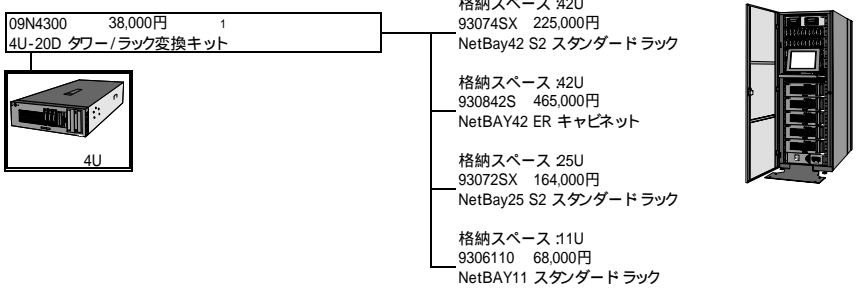 09N4300 38,000円 1
4U-20D タワー/ラック変換キット
4U
格納スペース:42U
93074SX 225,000円
NetBay42 S2 スタンダードラック
格納スペース:42U
930842S 465,000円
NetBAY42 ER キャビネット
格納スペース:25U
93072SX 164,000円
NetBay25 S2 スタンダードラック
格納スペース:11U
9306110 68,000円
NetBAY11 スタンダードラック